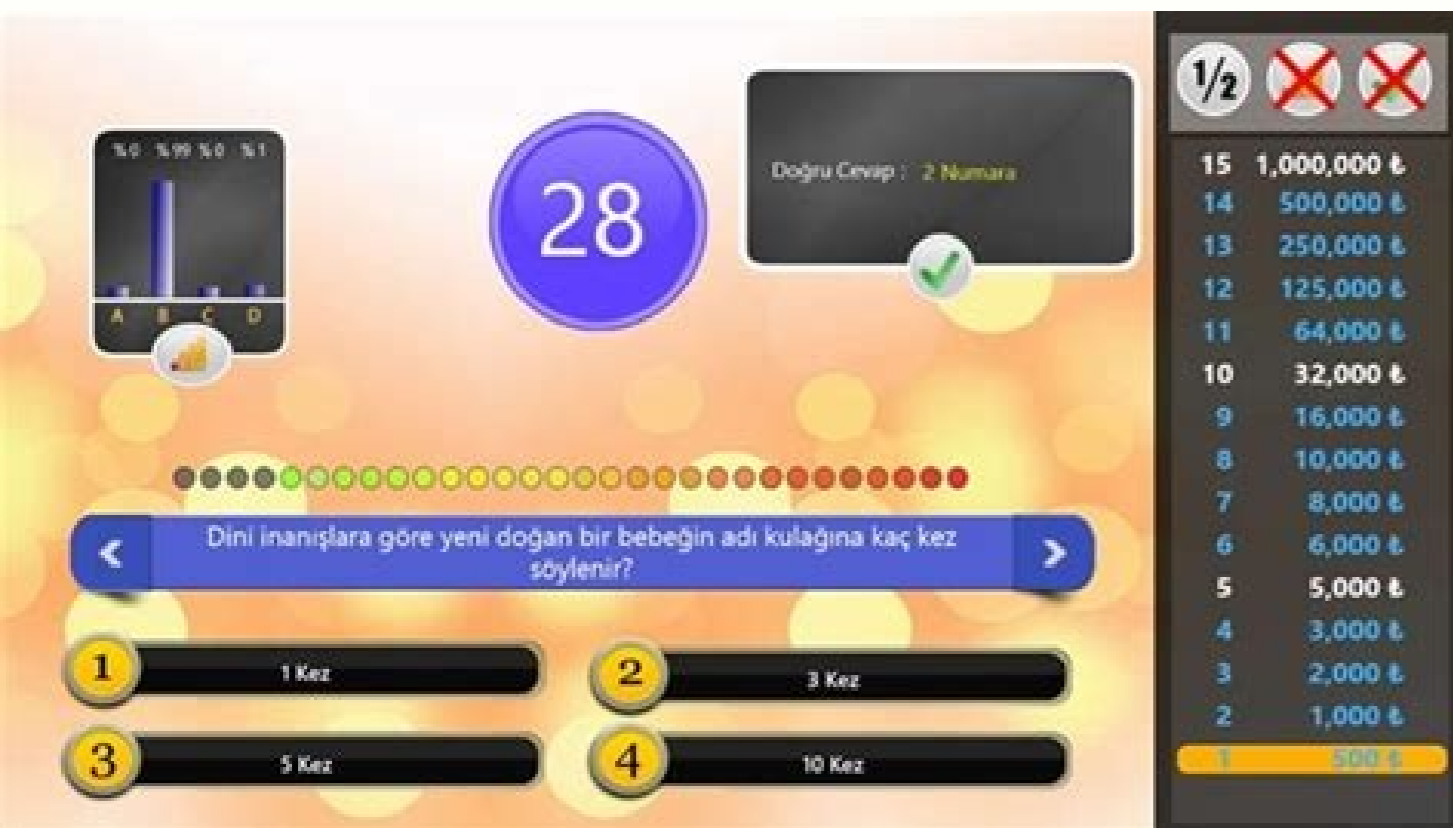 %0 %99 %0 %1
A B C D
28
Doğru Cevap : 2 Numara
Dini inanışlara göre yeni doğan bir bebeğin adı kulağına kaç kez
söylenir?
1 1 Kez
2 3 Kez
3 5 Kez
4 10 Kez
1/2
15 1,000,000 ₺
14 500,000 ₺
13 250,000 ₺
12 125,000 ₺
11 64,000 ₺
10 32,000 ₺
9 16,000 ₺
8 10,000 ₺
7 8,000 ₺
6 6,000 ₺
5 5,000 ₺
4 3,000 ₺
3 2,000 ₺
2 1,000 ₺
1 500 ₺